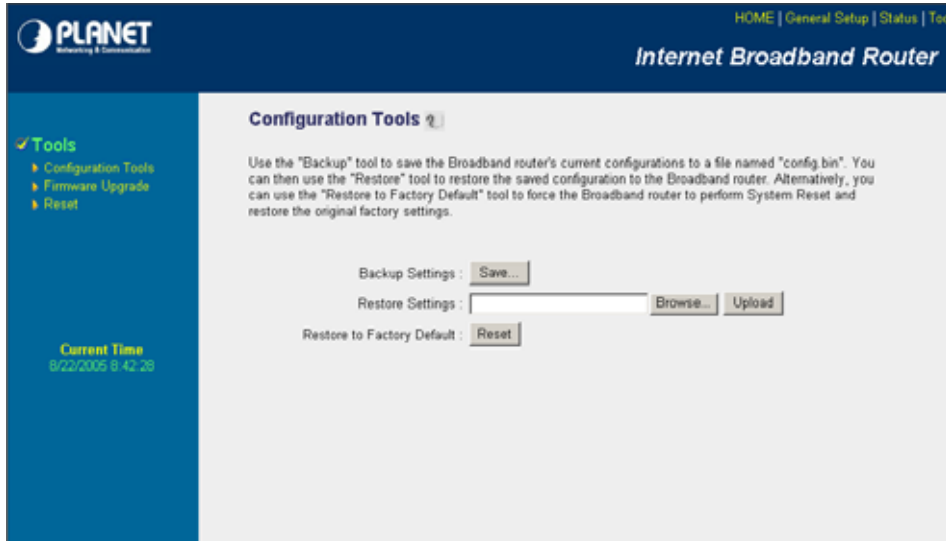 PLANET
Networking & Communication
HOME | General Setup | Status |
Internet Broadband Router
Tools
Configuration Tools
Firmware Upgrade
Reset
Current Time
8/22/2005 8:42:28
Configuration Tools
Use the "Backup" tool to save the Broadband router's current configurations to a file named "config.bin". You
can then use the "Restore" tool to restore the saved configuration to the Broadband router. Alternatively, you
can use the "Restore to Factory Default" tool to force the Broadband router to perform System Reset and
restore the original factory settings.
Backup Settings : Save...
Restore Settings : Browse... Upload
Restore to Factory Default : Reset